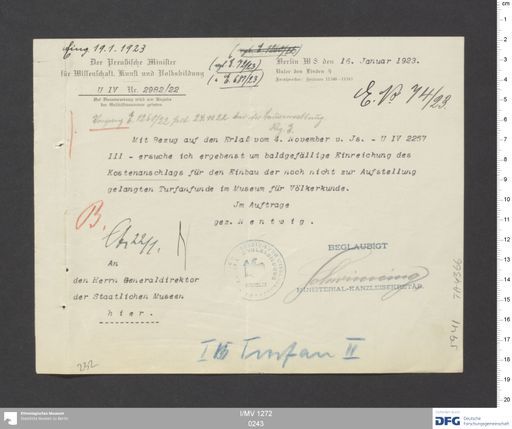 Eing 19.1.1923
Der Preußische Minister
für Wissenschaft, Kunst und Volksbildung
U IV Nr. 2982/22
Berlin W 8 den 16. Januar 1923.
Unter den Linden 4
E. Nº 74/23.
Mit Bezug auf den Erlaß vom 4. November v. Js. - U IV 2257
III - ersuche ich ergebenst um baldgefällige Einreichung des
Kostenanschlags für den Einbau der noch nicht zur Aufstellung
gelangten Turfanfunde im Museum für Völkerkunde.
Jm Auftrage
gez. N e n t w i g .
B.
An
den Herrn Generaldirektor
der Staatlichen Museen
h i e r .
BEGLAUBIGT
MINISTERIAL-KANZLEISEKRETÄR.
Turfan II
232
Ethnologisches Museum
Staatliche Museen zu Berlin
I/MV 1272
0243
DFG
Deutsche
Forschungsgemeinschaft